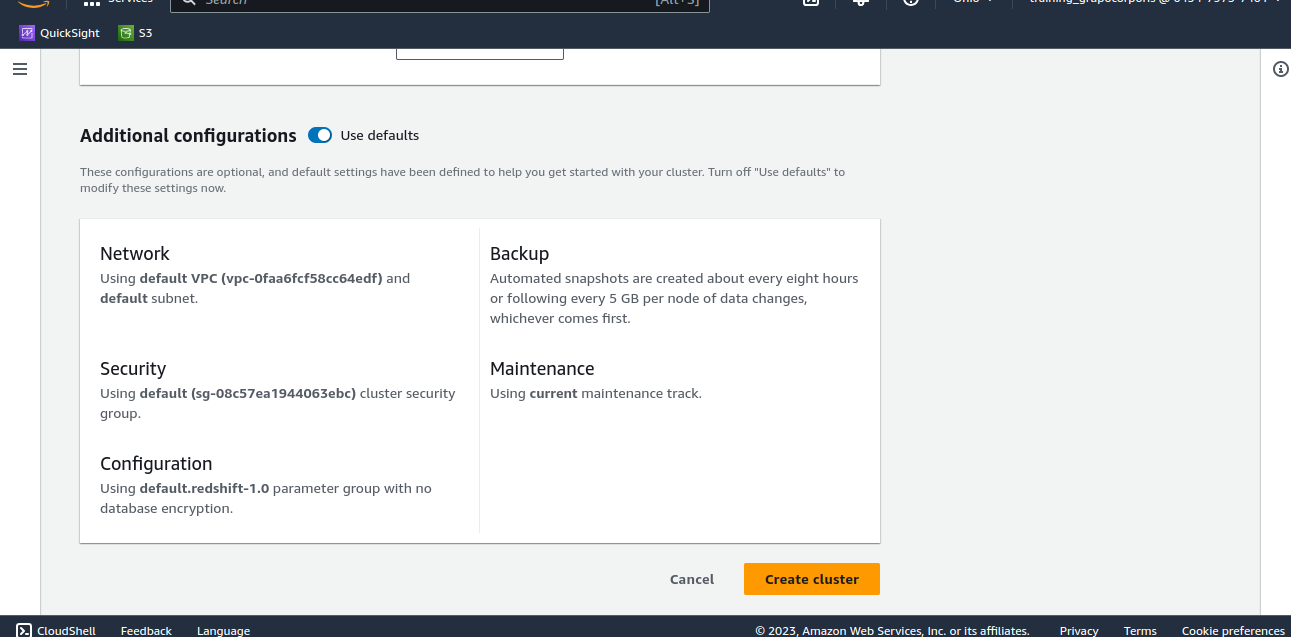 Services
Search
[Alt+S]
Ohio
QuickSight
S3
Additional configurations
Use defaults
These configurations are optional, and default settings have been defined to help you get started with your cluster. Turn off "Use defaults" to
modify these settings now.
Network
Using default VPC (vpc-0faa6fcf58cc64edf) and
default subnet.
Backup
Automated snapshots are created about every eight hours
or following every 5 GB per node of data changes,
whichever comes first.
Security
Using default (sg-08c57ea1944063ebc) cluster security
group.
Maintenance
Using current maintenance track.
Configuration
Using default.redshift-1.0 parameter group with no
database encryption.
Cancel
Create cluster
CloudShell
Feedback
Language
© 2023, Amazon Web Services, Inc. or its affiliates.
Privacy
Terms
Cookie preferences